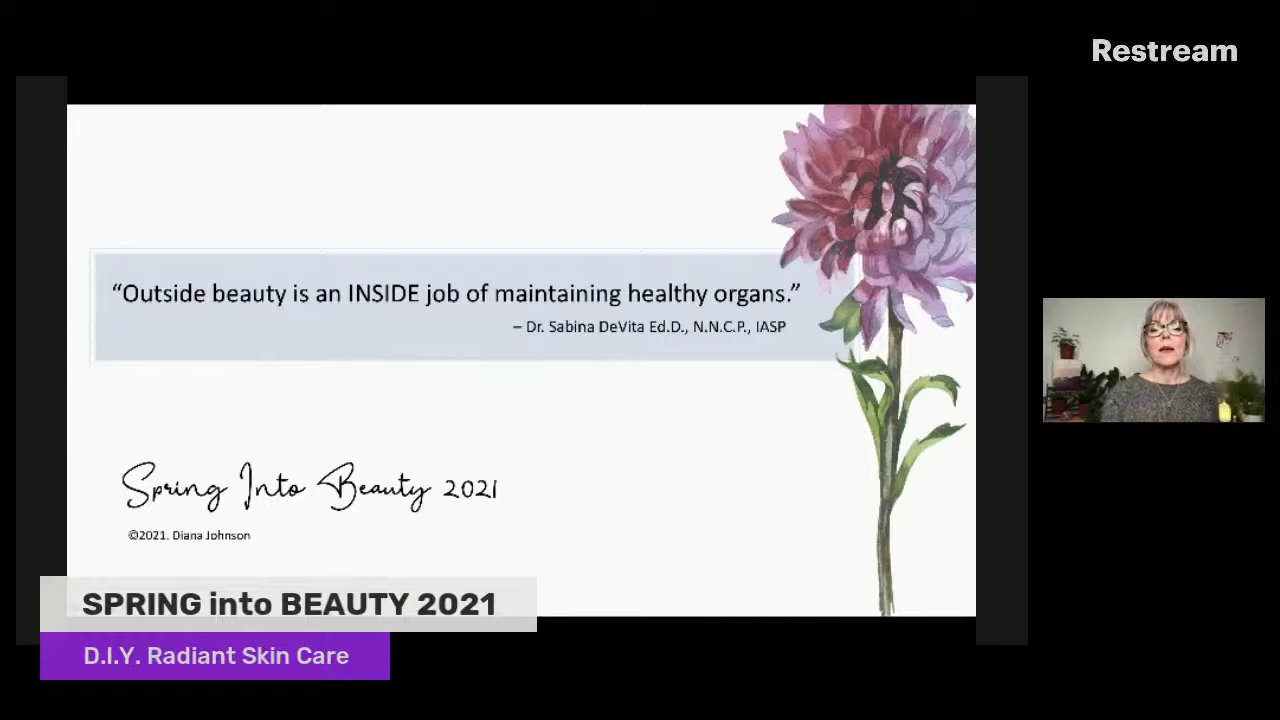 Restream
“Outside beauty is an INSIDE job of maintaining healthy organs.”
– Dr. Sabina DeVita Ed.D., N.N.C.P., IASP
Spring Into Beauty 2021
©2021. Diana Johnson
SPRING into BEAUTY 2021
D.I.Y. Radiant Skin Care